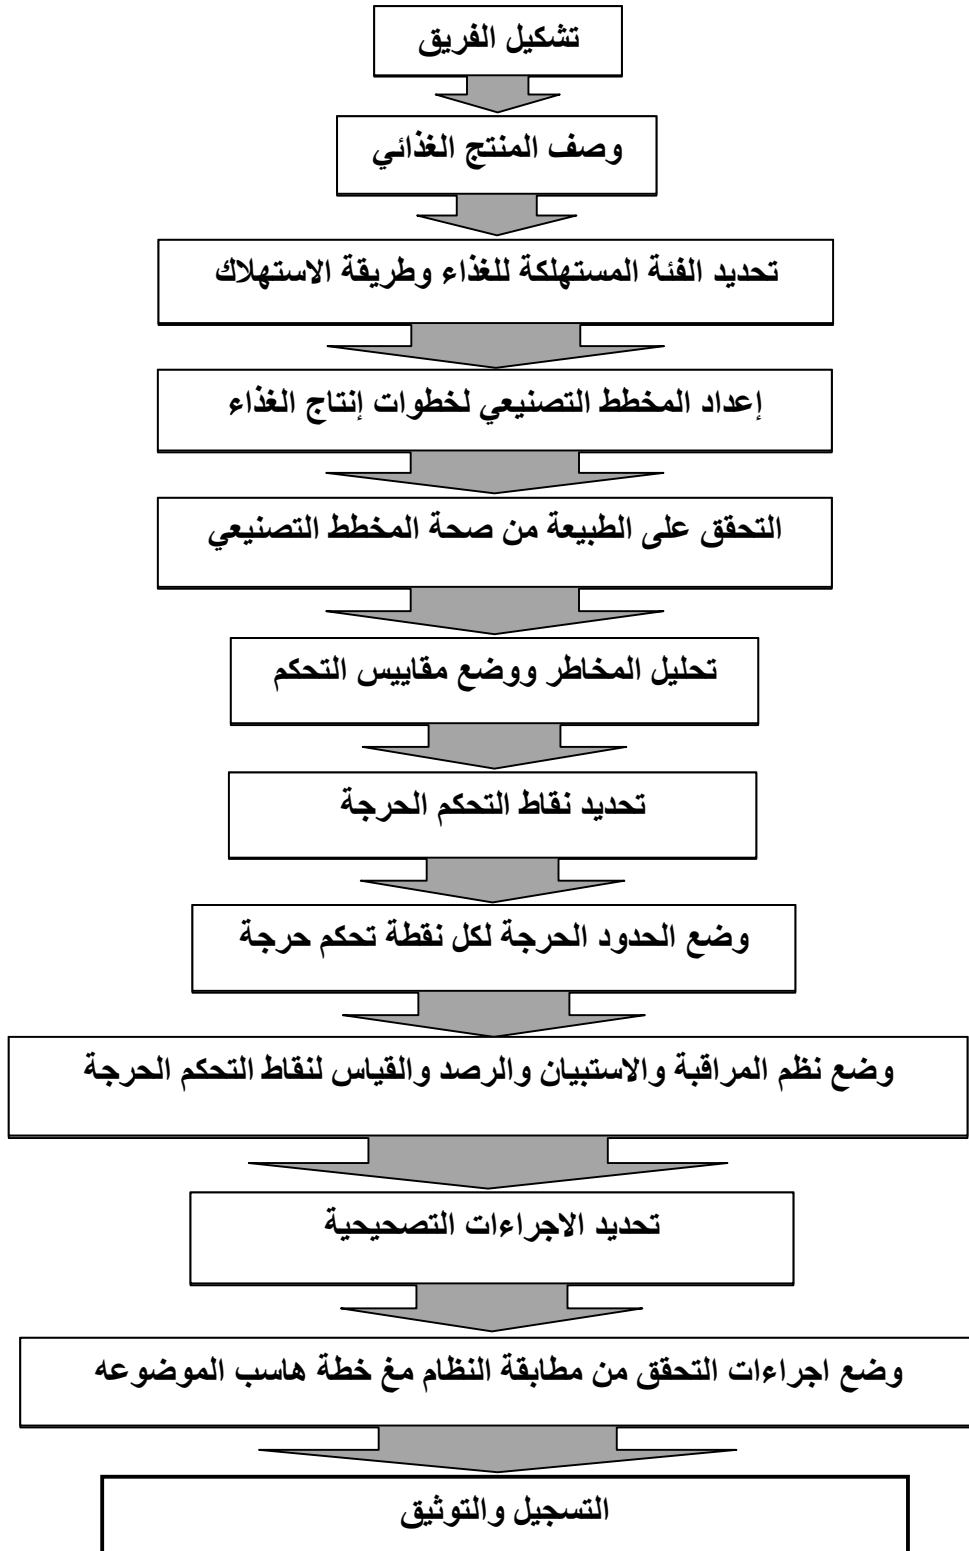 تشكيل الفريق
وصف المنتج الغذائي
تحديد الفئة المستهلكة للغذاء وطريقة الاستهلاك
إعداد المخطط التصنيعي لخطوات إنتاج الغذاء
التحقق على الطبيعة من صحة المخطط التصنيعي
تحليل المخاطر ووضع مقاييس التحكم
تحديد نقاط التحكم الحرجة
وضع الحدود الحرجة لكل نقطة تحكم حرجة
وضع نظم المراقبة والاستبيان والرصد والقياس لنقاط التحكم الحرجة
تحديد الاجراءات التصحيحية
وضع اجراءات التحقق من مطابقة النظام مغ خطة هاسب الموضوعه
التسجيل والتوثيق